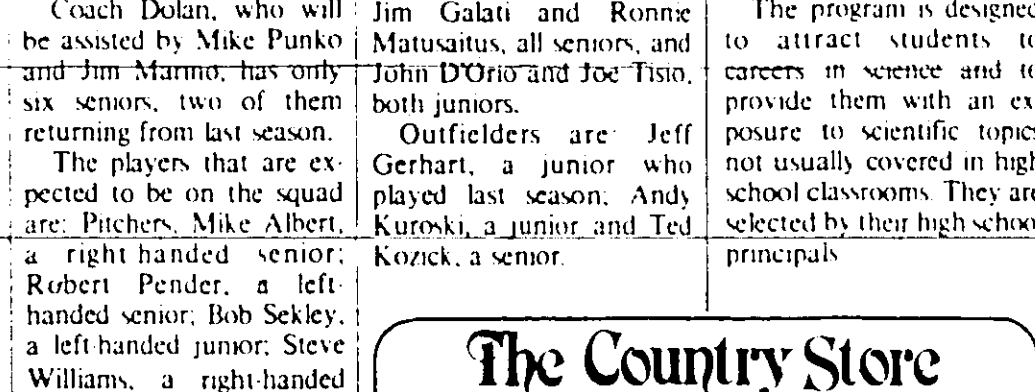 Coach Dolan, who will
be assisted by Mike Punko
and Jim Marino, has only
six seniors, two of them
returning from last season.
The players that are ex-
pected to be on the squad
are: Pitchers, Mike Albert,
a right handed senior;
Robert Pender, a left-
handed senior; Bob Sekley,
a left-handed junior; Steve
Williams, a right-handed
Jim Galati and Ronnie
Matusaitus, all seniors, and
John D'Orio and Joe Tisio,
both juniors.
Outfielders are Jeff
Gerhart, a junior who
played last season; Andy
Kuroski, a junior and Ted
Kozick, a senior.
The program is designed
to attract students to
careers in science and to
provide them with an ex
posure to scientific topics
not usually covered in high
school classrooms. They are
selected by their high school
principals
The Country Store